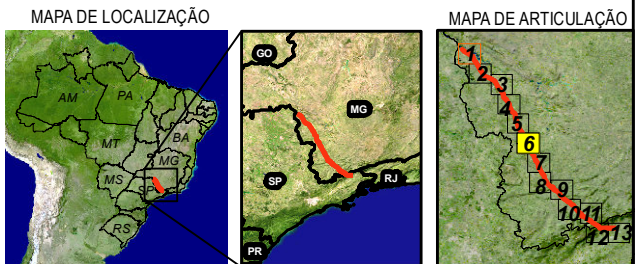 MAPA DE LOCALIZAÇÃO
AM
PA
MT
BA
MG
MS
SP
RS
GO
MG
SP
RJ
PR
MAPA DE ARTICULAÇÃO
1
2
3
4
5
6
7
8
9
10
11
12
13